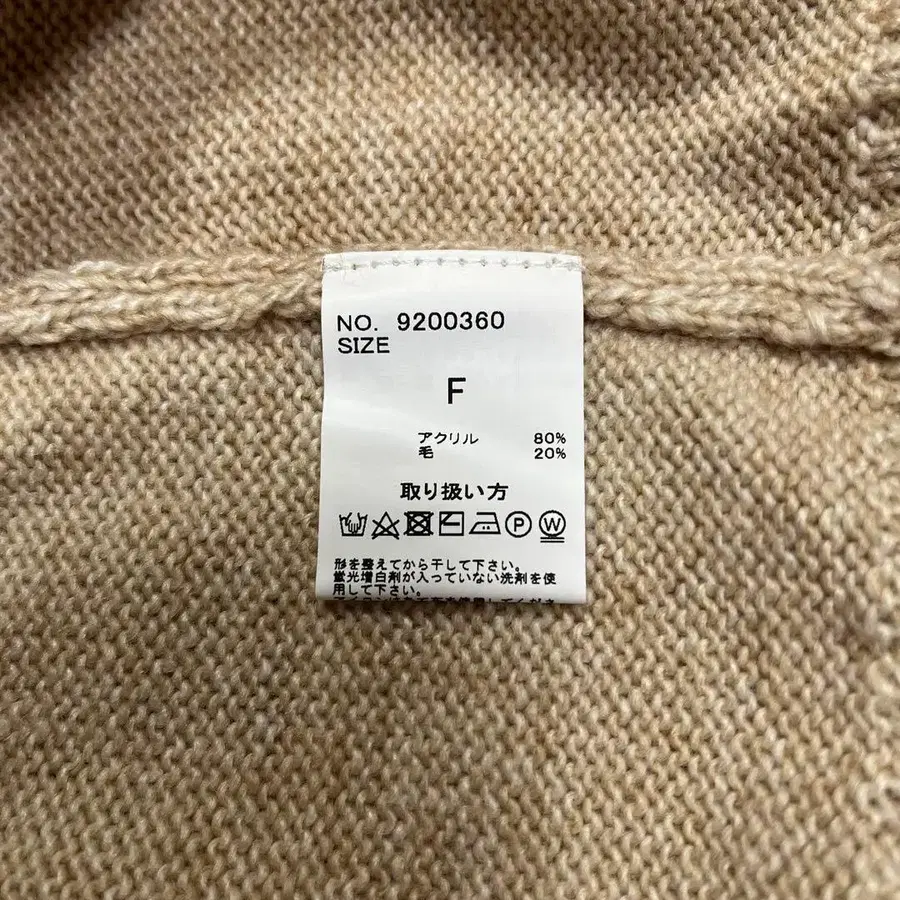 NO. 9200360
SIZE
F
アクリル 80%
毛 20%
取り扱い方
P W
形を整えてから干して下さい。
蛍光増白剤が入っていない洗剤を使
用して下さい。